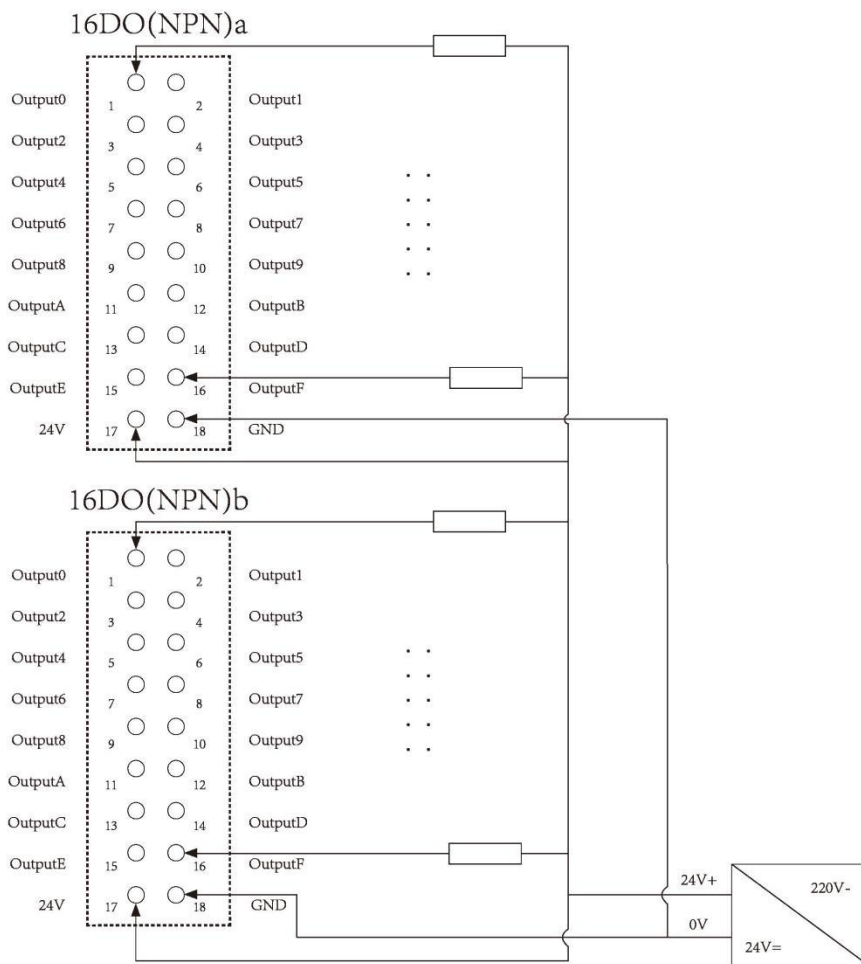 16DO(NPN)a
Output0 1 2 Output1
Output2 3 4 Output3
Output4 5 6 Output5
Output6 7 8 Output7
Output8 9 10 Output9
OutputA 11 12 OutputB
OutputC 13 14 OutputD
OutputE 15 16 OutputF
24V 17 18 GND
16DO(NPN)b
Output0 1 2 Output1
Output2 3 4 Output3
Output4 5 6 Output5
Output6 7 8 Output7
Output8 9 10 Output9
OutputA 11 12 OutputB
OutputC 13 14 OutputD
OutputE 15 16 OutputF
24V 17 18 GND
24V+
220V-
0V
24V=